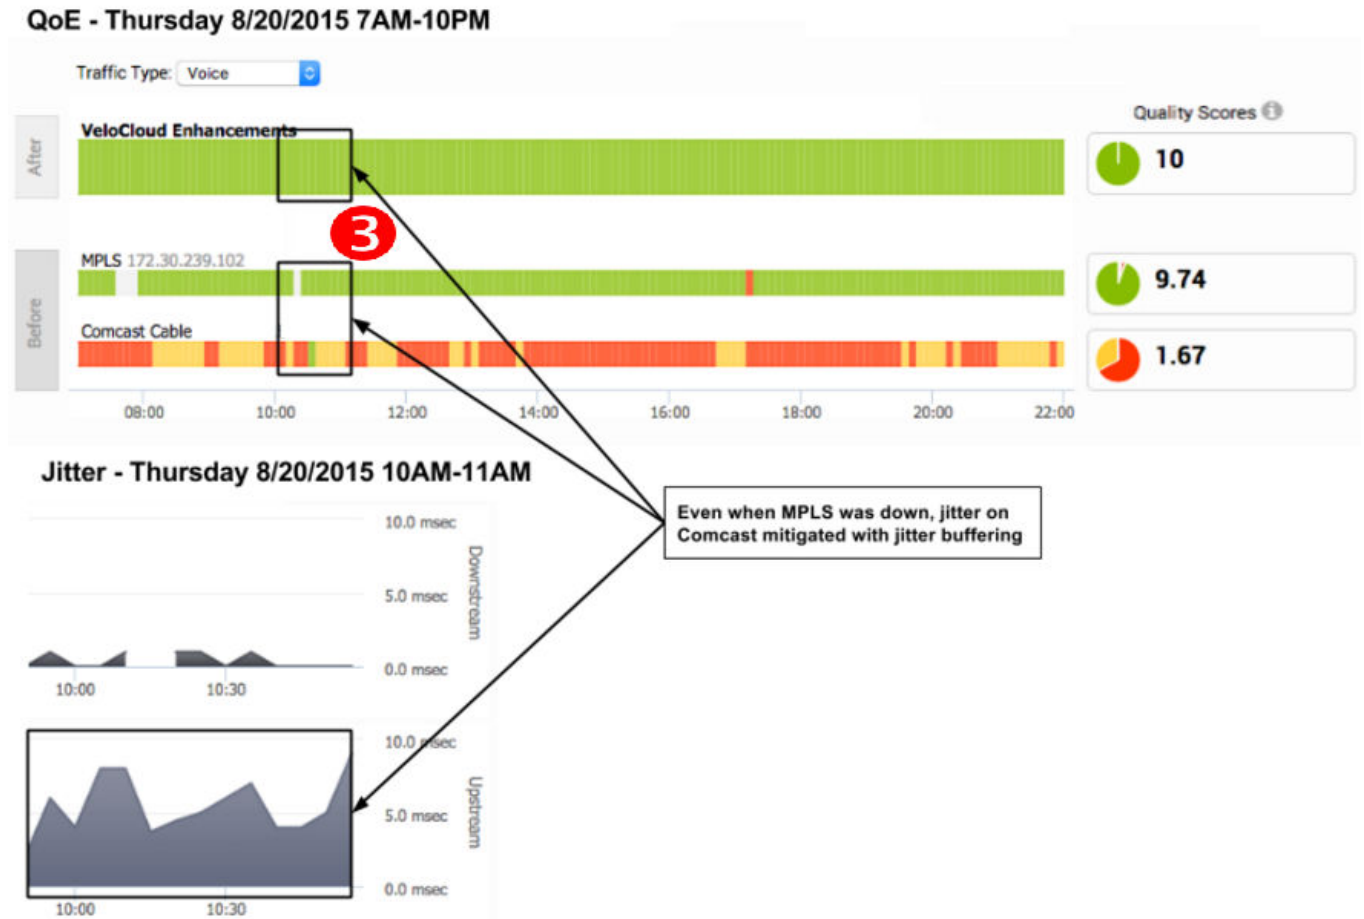 QoE - Thursday 8/20/2015 7AM-10PM
Traffic Type: Voice
Quality Scores
After
VeloCloud Enhancements
10
3
Before
MPLS 172.30.239.102
9.74
Comcast Cable
1.67
08:00 10:00 12:00 14:00 16:00 18:00 20:00 22:00
Jitter - Thursday 8/20/2015 10AM-11AM
Even when MPLS was down, jitter on
Comcast mitigated with jitter buffering
10.0 msec
5.0 msec
0.0 msec
Downstream
10:00 10:30
10.0 msec
5.0 msec
0.0 msec
Upstream
10:00 10:30